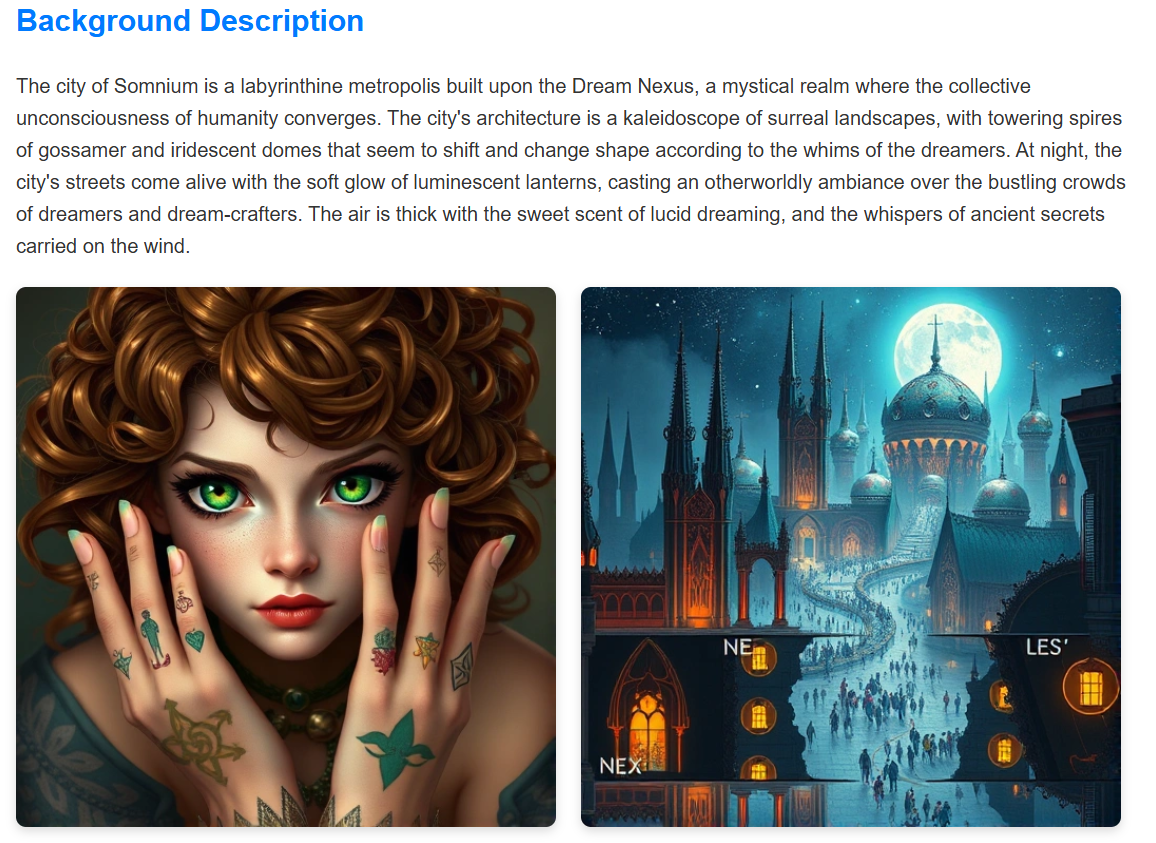 Background Description
The city of Somnium is a labyrinthine metropolis built upon the Dream Nexus, a mystical realm where the collective
unconsciousness of humanity converges. The city's architecture is a kaleidoscope of surreal landscapes, with towering spires
of gossamer and iridescent domes that seem to shift and change shape according to the whims of the dreamers. At night, the
city's streets come alive with the soft glow of luminescent lanterns, casting an otherworldly ambiance over the bustling crowds
of dreamers and dream-crafters. The air is thick with the sweet scent of lucid dreaming, and the whispers of ancient secrets
carried on the wind.
NE
LES'
NEX